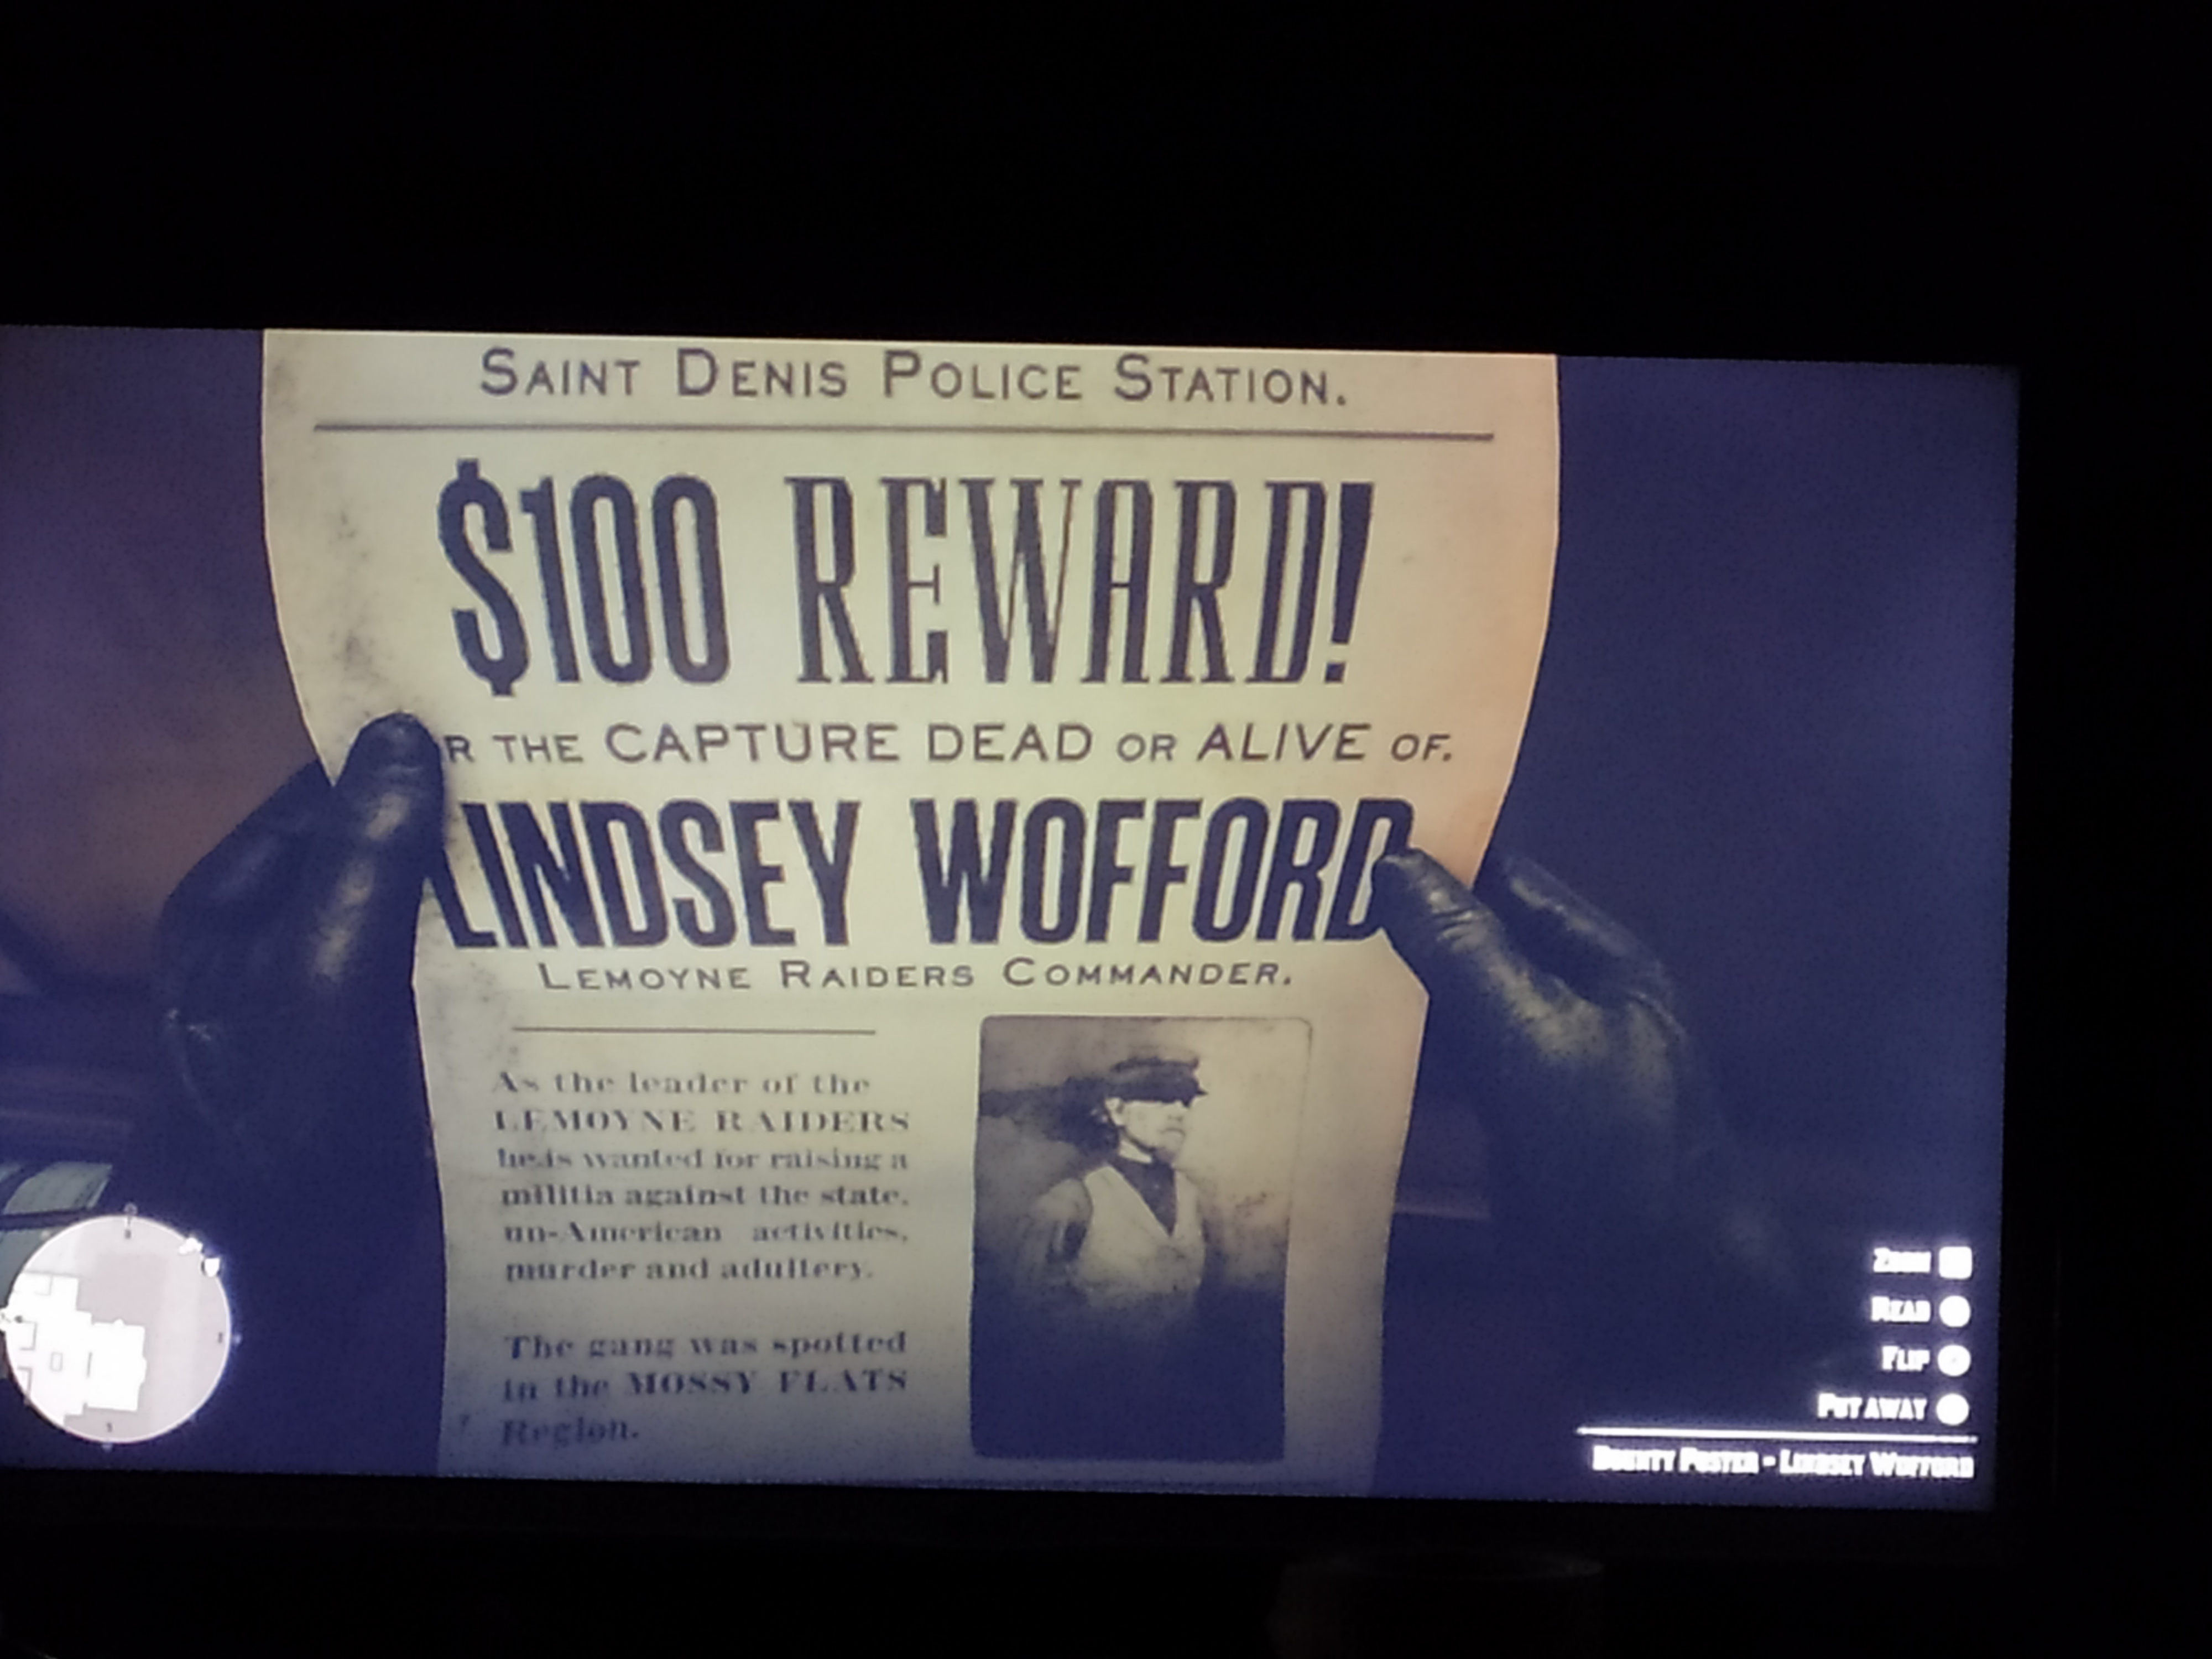 SAINT DENIS POLICE STATION.
$100 REWARD!
R THE CAPTURE DEAD OR ALIVE OF.
LINDSEY WOFFORD
LEMOYNE RAIDERS COMMANDER.
As the leader of the
LEMOYNE RAIDERS
he is wanted for raising a
militia against the state,
un-American activities,
murder and adultery.
The gang was spotted
in the MOSSY FLATS
Region.
ZOOM
READ
FLIP
PUT AWAY
BOUNTY POSTER - LINDSEY WOFFORD